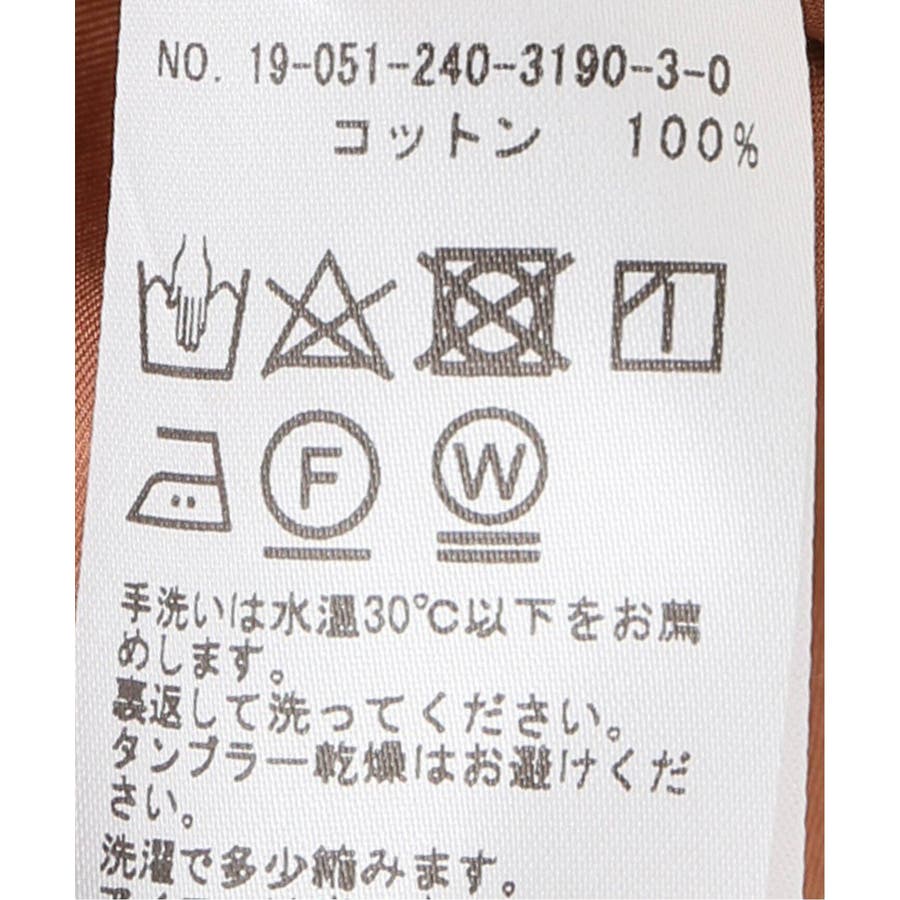 NO. 19-051-240-3190-3-0
コットン 100%
F
W
手洗いは水温30℃以下をお薦
めします。
裏返して洗ってください。
タンブラー乾燥はお避けくだ
さい。
洗濯で多少縮みます。